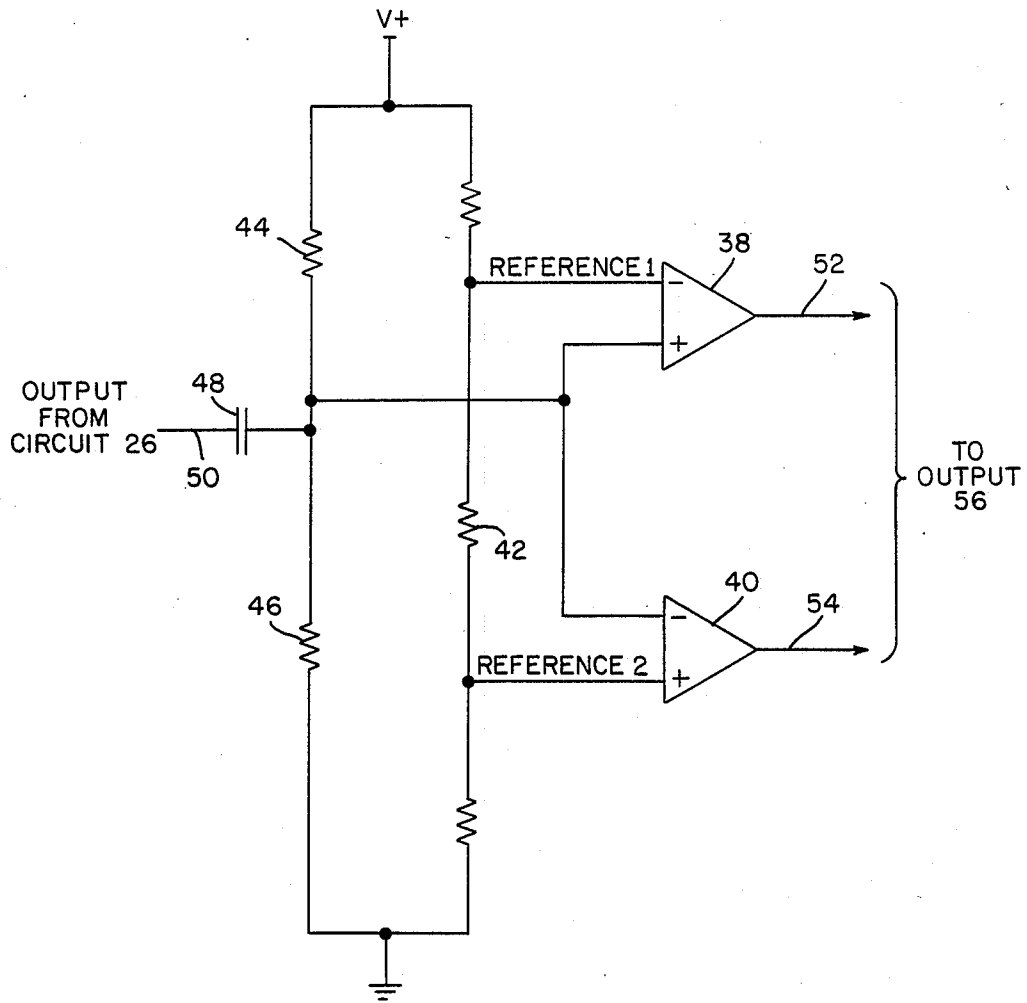 V+
44
REFERENCE 1
38
52
OUTPUT
FROM
CIRCUIT 26
48
50
TO
OUTPUT
56
42
46
40
54
REFERENCE 2
-
+
-
+